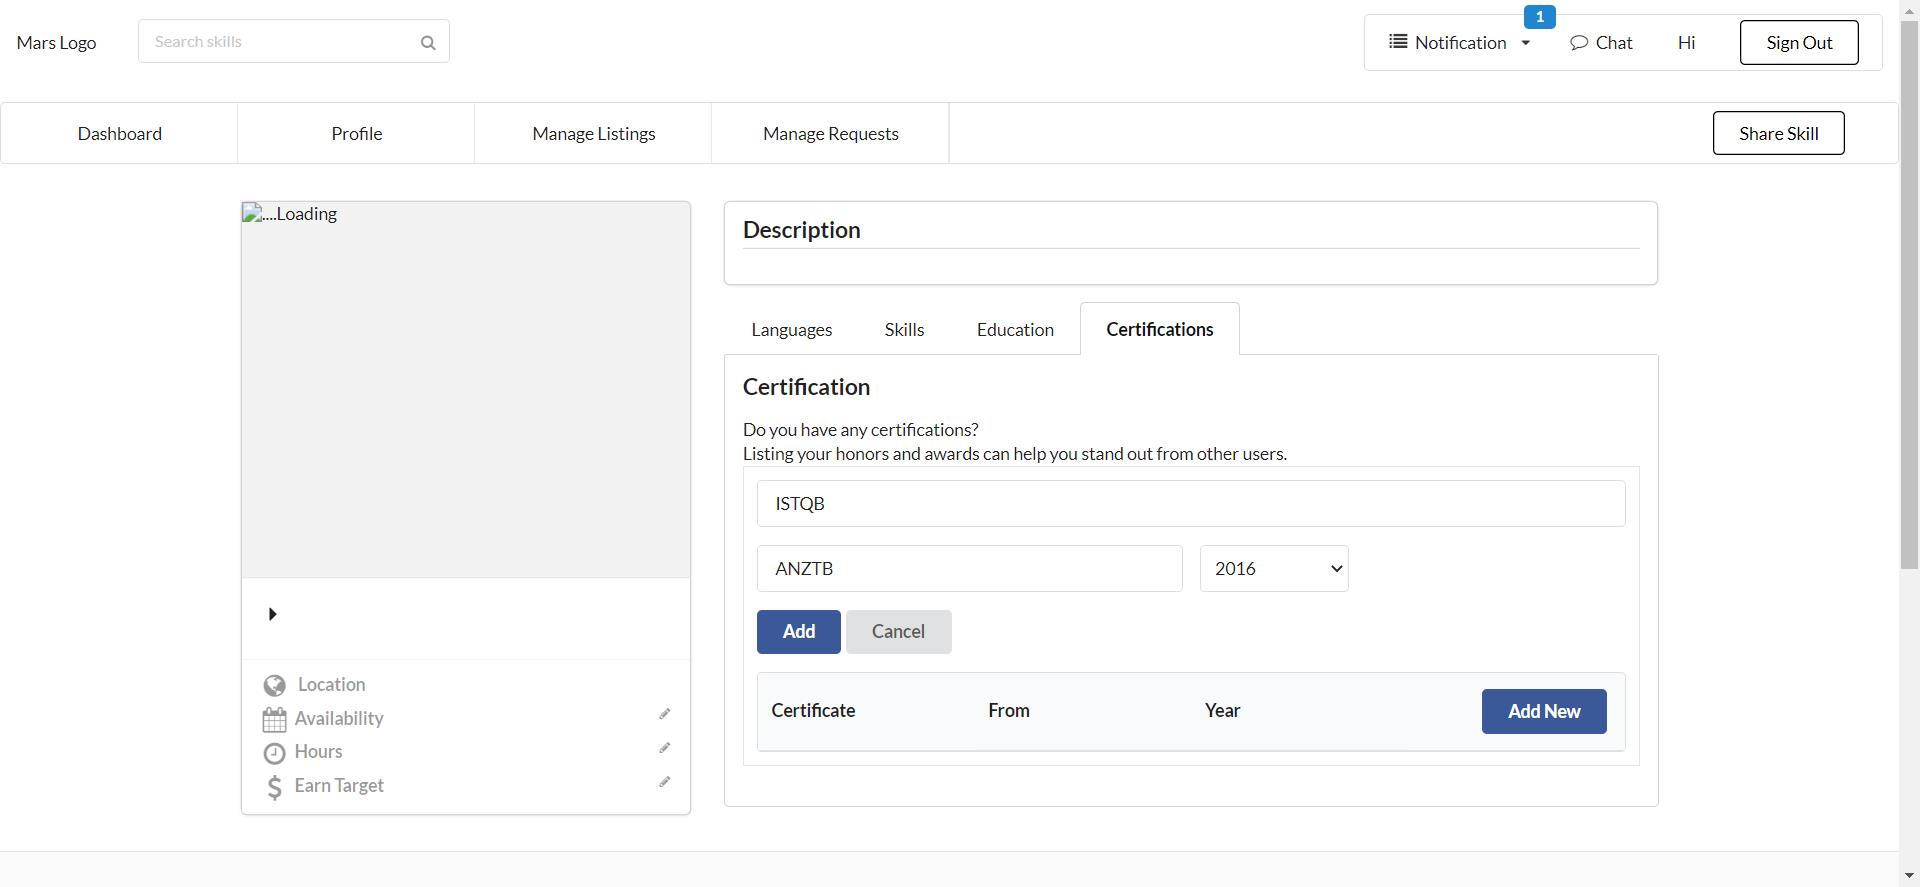 1
Mars Logo
Search skills
Notification
Chat
Hi
Sign Out
Dashboard
Profile
Manage Listings
Manage Requests
Share Skill
....Loading
Description
Languages
Skills
Education
Certifications
Certification
Do you have any certifications?
Listing your honors and awards can help you stand out from other users.
ISTQB
ANZTB
2016
Add
Cancel
Certificate
From
Year
Add New
Location
Availability
Hours
Earn Target